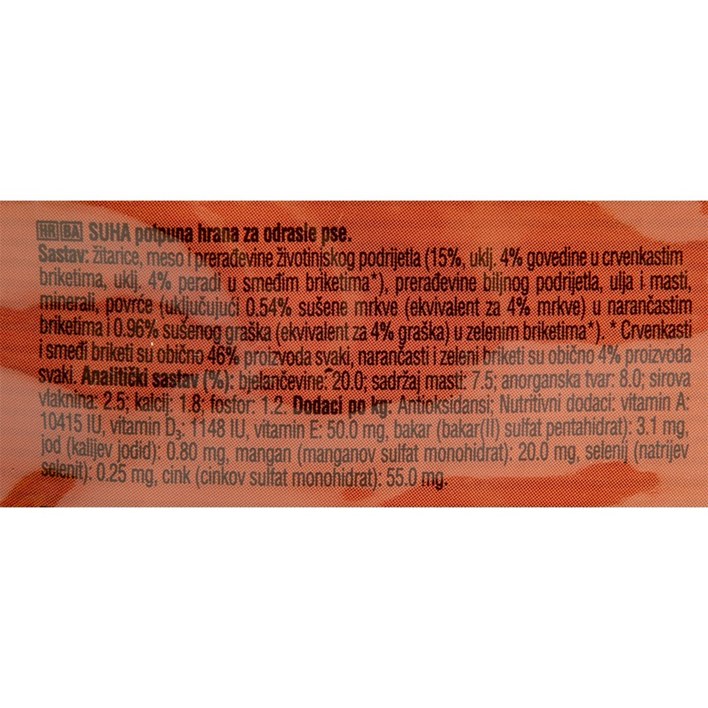 HR BA SUHA potpuna hrana za odrasle pse.
Sastav: žitarice, meso i prerađevine životinjskog podrijetla (15%, uklj. 4% govedine u crvenkastim
briketima, uklj. 4% peradi u smeđim briketima*), prerađevine biljnog podrijetla, ulja i masti,
minerali, povrće (uključujući 0.54% sušene mrkve (ekvivalent za 4% mrkve) u narančastim
briketima i 0.96% sušenog graška (ekvivalent za 4% graška) u zelenim briketima*). * Crvenkasti
i smeđi briketi su obično 46% proizvoda svaki, narančasti i zeleni briketi su obično 4% proizvoda
svaki. Analitički sastav (%): bjelančevine: 20.0; sadržaj masti: 7.5; anorganska tvar: 8.0; sirova
vlaknina: 2.5; kalcij: 1.8; fosfor: 1.2. Dodaci po kg: Antioksidansi; Nutritivni dodaci: vitamin A:
10415 IU, vitamin D₃: 1148 IU, vitamin E: 50.0 mg, bakar (bakar(II) sulfat pentahidrat): 3.1 mg,
jod (kalijev jodid): 0.80 mg, mangan (manganov sulfat monohidrat): 20.0 mg, selenij (natrijev
selenit): 0.25 mg, cink (cinkov sulfat monohidrat): 55.0 mg.